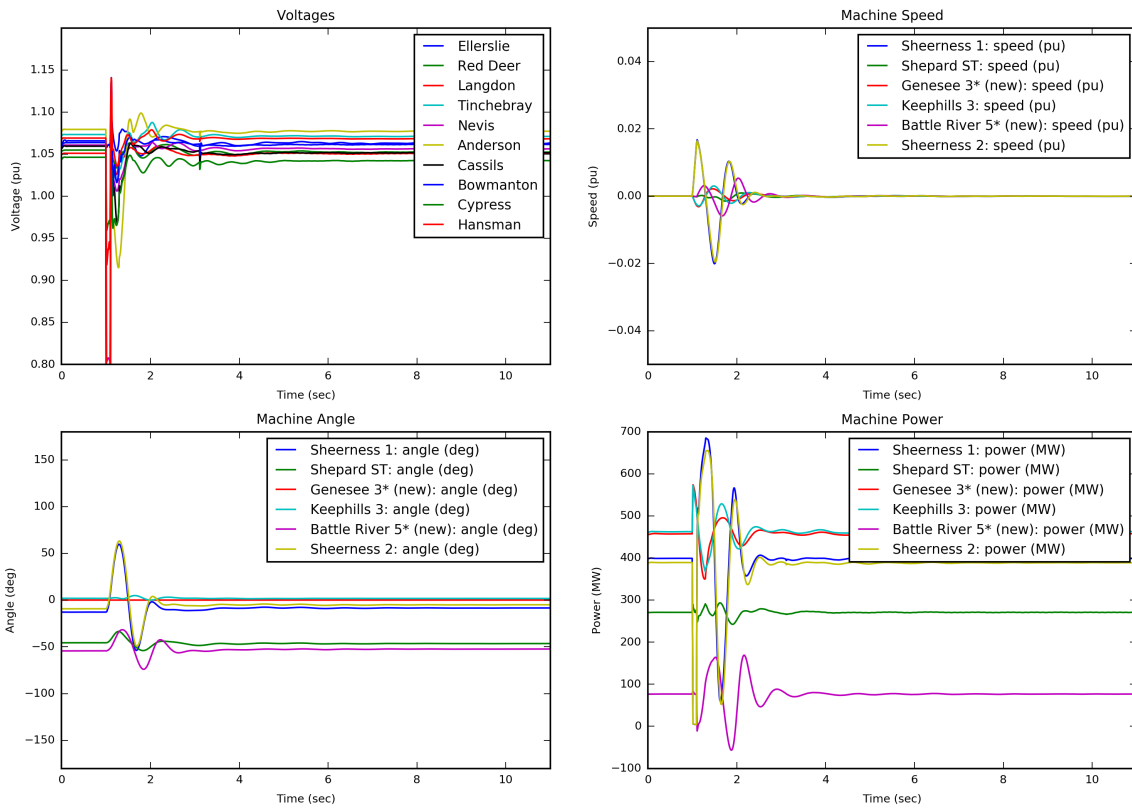 Voltages
1.15
1.10
1.05
1.00
0.95
0.90
0.85
0.80
Voltage (pu)
0
2
4
6
8
10
Time (sec)
Ellerslie
Red Deer
Langdon
Tinchebray
Nevis
Anderson
Cassils
Bowmanton
Cypress
Hansman
Machine Speed
0.04
0.02
0.00
−0.02
−0.04
Speed (pu)
0
2
4
6
8
10
Time (sec)
Sheerness 1: speed (pu)
Shepard ST: speed (pu)
Genesee 3* (new): speed (pu)
Keephills 3: speed (pu)
Battle River 5* (new): speed (pu)
Sheerness 2: speed (pu)
Machine Angle
150
100
50
0
−50
−100
−150
Angle (deg)
0
2
4
6
8
10
Time (sec)
Sheerness 1: angle (deg)
Shepard ST: angle (deg)
Genesee 3* (new): angle (deg)
Keephills 3: angle (deg)
Battle River 5* (new): angle (deg)
Sheerness 2: angle (deg)
Machine Power
700
600
500
400
300
200
100
0
−100
Power (MW)
0
2
4
6
8
10
Time (sec)
Sheerness 1: power (MW)
Shepard ST: power (MW)
Genesee 3* (new): power (MW)
Keephills 3: power (MW)
Battle River 5* (new): power (MW)
Sheerness 2: power (MW)